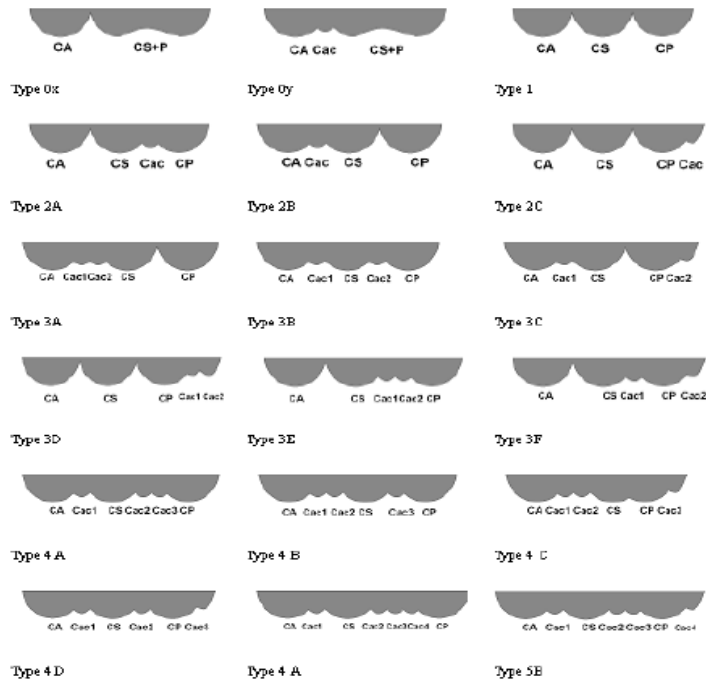 CA CS+P CA Cac CS+P CA CS CP
Type 0x Type 0y Type 1
CA CS Cac CP CA Cac CS CP CA CS CP Cac
Type 2A Type 2B Type 2C
CA Cac1 Cac2 CS CP CA Cac1 CS Cac2 CP CA Cac1 CS CP Cac2
Type 3A Type 3B Type 3C
CA CS CP Cac1 Cac2 CA CS Cac1 Cac2 CP CA CS Cac1 CP Cac2
Type 3D Type 3E Type 3F
CA Cac1 CS Cac2 Cac3 CP CA Cac1 Cac2 CS Cac3 CP CA Cac1 Cac2 CS CP
Type 4-A Type 4-B Type 4-C
CA Cac1 CS CP CA Cac1 CS Cac2 Cac3 Cac4 CP CA Cac1 CS Cac2 Cac3 CP Cac4
Type 4D Type 4-A Type 5B